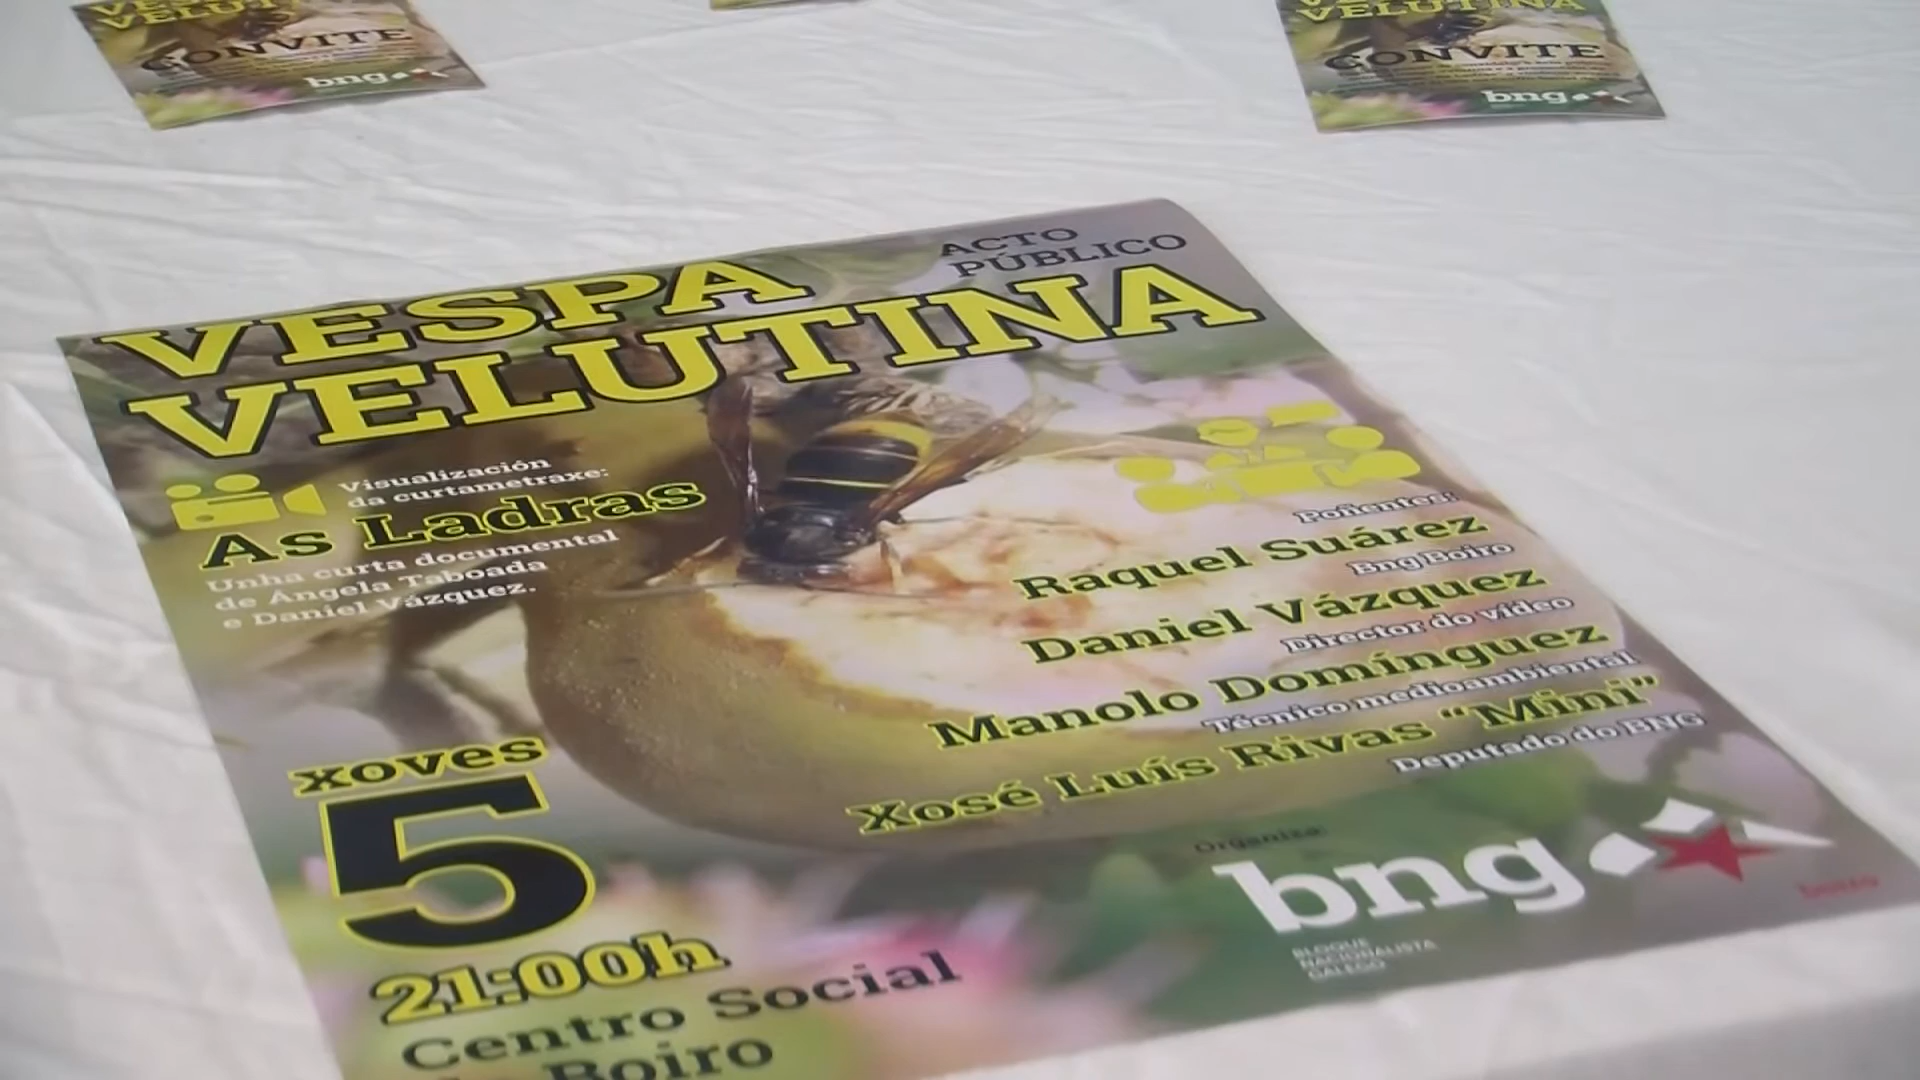 VELUTINA
CONVITE
bng
VELUTINA
CONVITE
bng
ACTO
PÚBLICO
VESPA
VELUTINA
Visualización
da curtametraxe:
As Ladras
Unha curta documental
de Ángela Taboada
e Daniel Vázquez.
Poñentes:
Raquel Suárez
Bng Boiro
Daniel Vázquez
Director do vídeo
Manolo Domínguez
Técnico medioambiental
Xosé Luís Rivas “Mini”
Deputado do BNG
xoves
5
21:00h
Centro Social
Boiro
Organiza:
bng
BLOQUE
NACIONALISTA
GALEGO